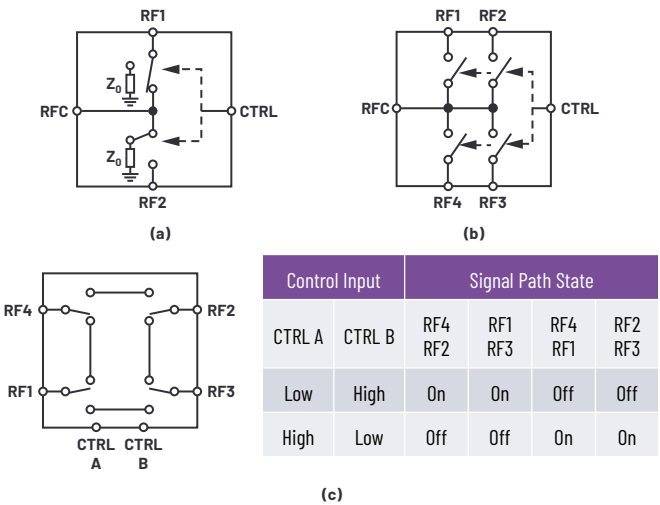 RF1
Z0
RFC
CTRL
Z0
RF2
(a)
RF1 RF2
RFC
CTRL
RF4 RF3
(b)
RF4
RF2
RF1
RF3
CTRL CTRL
A B
Control Input Signal Path State
CTRL A CTRL B RF4 RF1 RF4 RF2
RF2 RF3 RF1 RF3
Low High On On Off Off
High Low Off Off On On
(c)